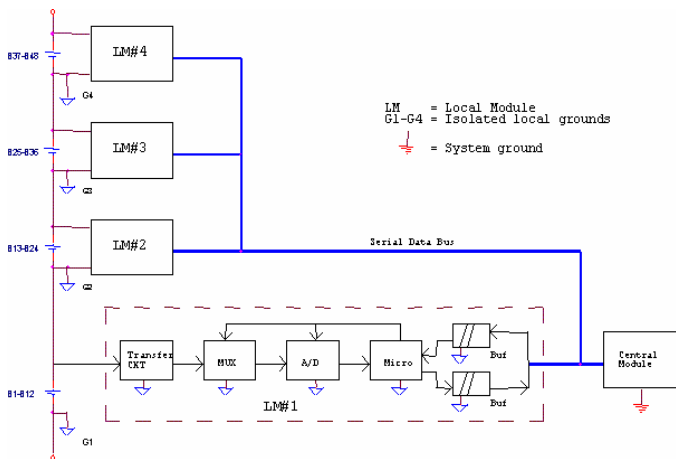 LM#4
B37-B48
G4
LM = Local Module
G1-G4 = Isolated local grounds
= System ground
LM#3
B25-B36
G3
LM#2
B13-B24
G2
Serial Data Bus
Transfer CKT
MUX
A/D
Micro
Buf
Buf
Central Module
LM#1
B1-B12
G1